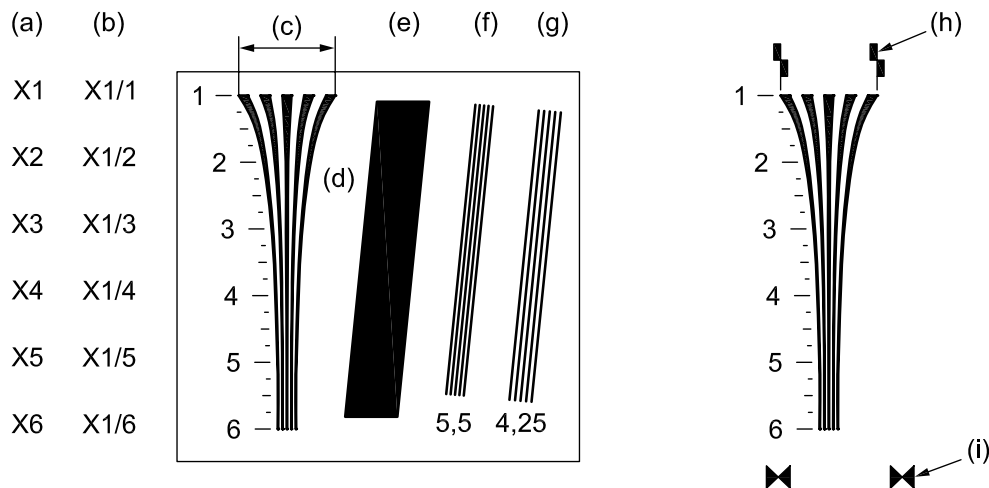 (a) (b) (c) (e) (f) (g) (h)
X1 X1/1 1 1
X2 X1/2 2 2
(d)
X3 X1/3 3 3
X4 X1/4 4 4
X5 X1/5 5 5
X6 X1/6 6 5,5 4,25 6
(i)